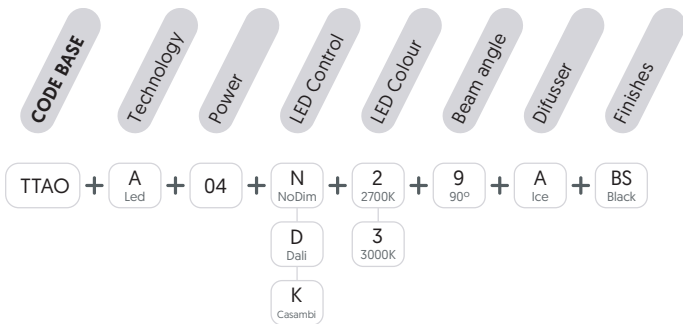 CODE BASE
Technology
Power
LED Control
LED Colour
Beam angle
Difusser
Finishes
TTAO + A + 04 + N + 2 + 9 + A + BS
Led NoDim 2700K 90º Ice Black
D 3
Dali 3000K
K
Casambi